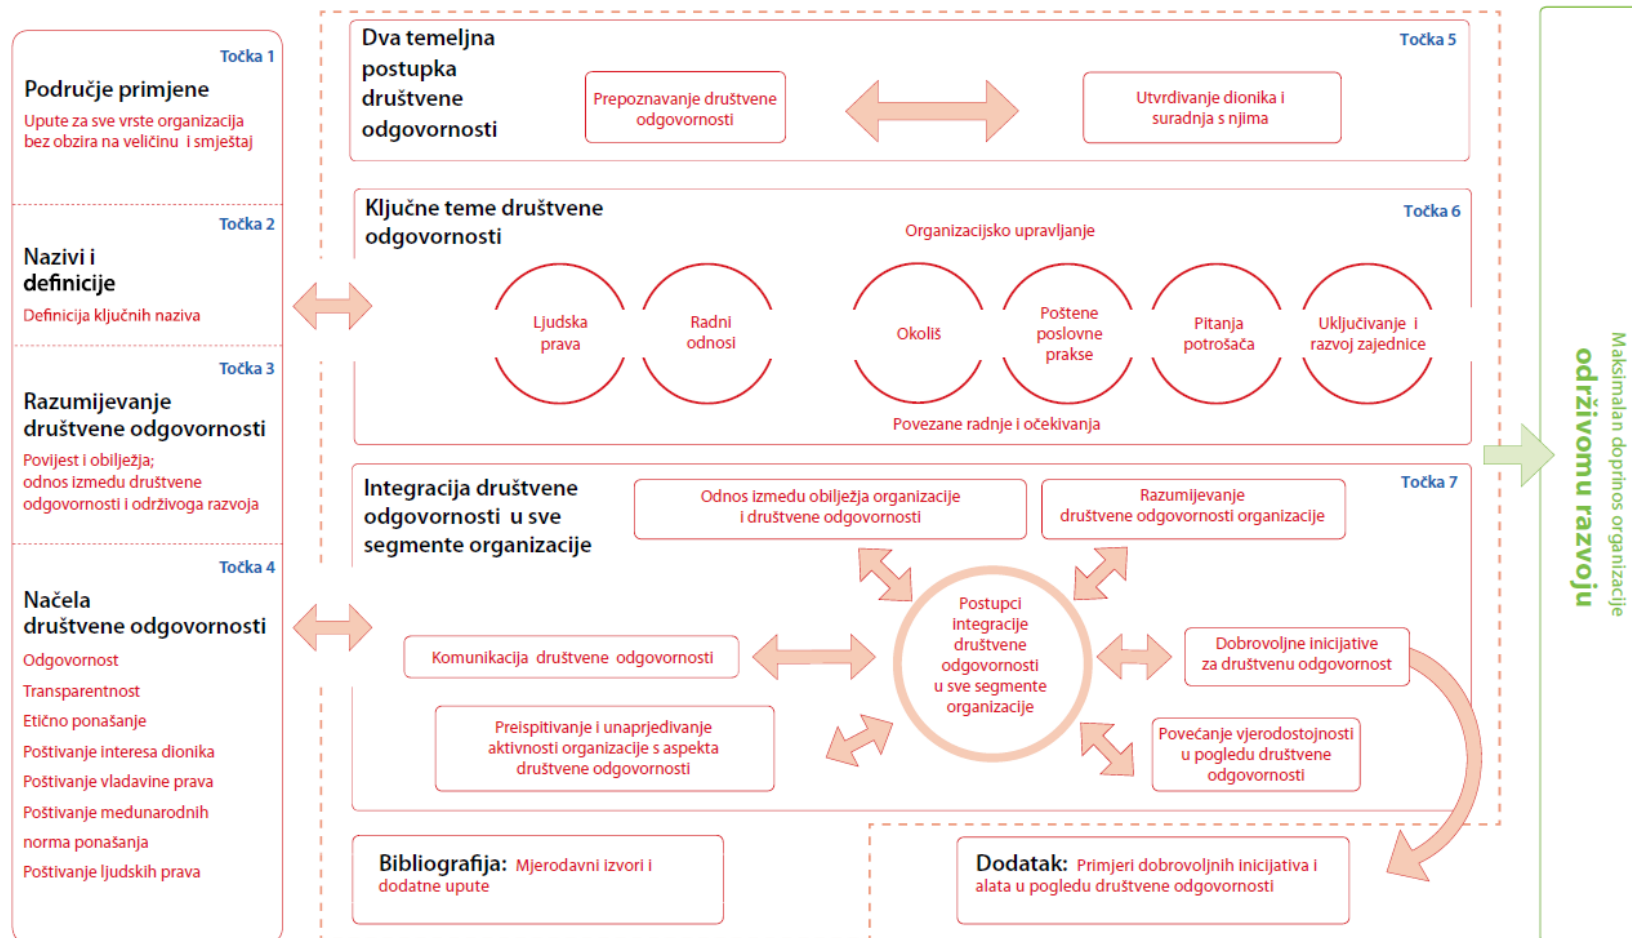 Točka 1
Područje primjene
Upute za sve vrste organizacija
bez obzira na veličinu i smještaj
Točka 2
Nazivi i
definicije
Definicija ključnih naziva
Točka 3
Razumijevanje
društvene odgovornosti
Povijest i obilježja;
odnos između društvene
odgovornosti i održivoga razvoja
Točka 4
Načela
društvene odgovornosti
Odgovornost
Transparentnost
Etično ponašanje
Poštivanje interesa dionika
Poštivanje vladavine prava
Poštivanje međunarodnih
norma ponašanja
Poštivanje ljudskih prava
Dva temeljna
postupka
društvene
odgovornosti
Točka 5
Prepoznavanje društvene
odgovornosti
Utvrdivanje dionika i
suradnja s njima
Ključne teme društvene
odgovornosti
Točka 6
Organizacijsko upravljanje
Ljudska
prava
Radni
odnosi
Okoliš
Poštene
poslovne
prakse
Pitanja
potrošača
Uključivanje i
razvoj zajednice
Povezane radnje i očekivanja
Integracija društvene
odgovornosti u sve
segmente organizacije
Točka 7
Odnos između obilježja organizacije
i društvene odgovornosti
Razumijevanje
društvene odgovornosti organizacije
Postupci
integracije
društvene
odgovornosti
u sve segmente
organizacije
Komunikacija društvene odgovornosti
Dobrovoljne inicijative
za društvenu odgovornost
Preispitivanje i unaprjeđivanje
aktivnosti organizacije s aspekta
društvene odgovornosti
Povećanje vjerodostojnosti
u pogledu društvene
odgovornosti
Bibliografija: Mjerodavni izvori i
dodatne upute
Dodatak: Primjeri dobrovoljnih inicijativa i
alata u pogledu društvene odgovornosti
Maksimalan doprinos organizacije
održivomu razvoju